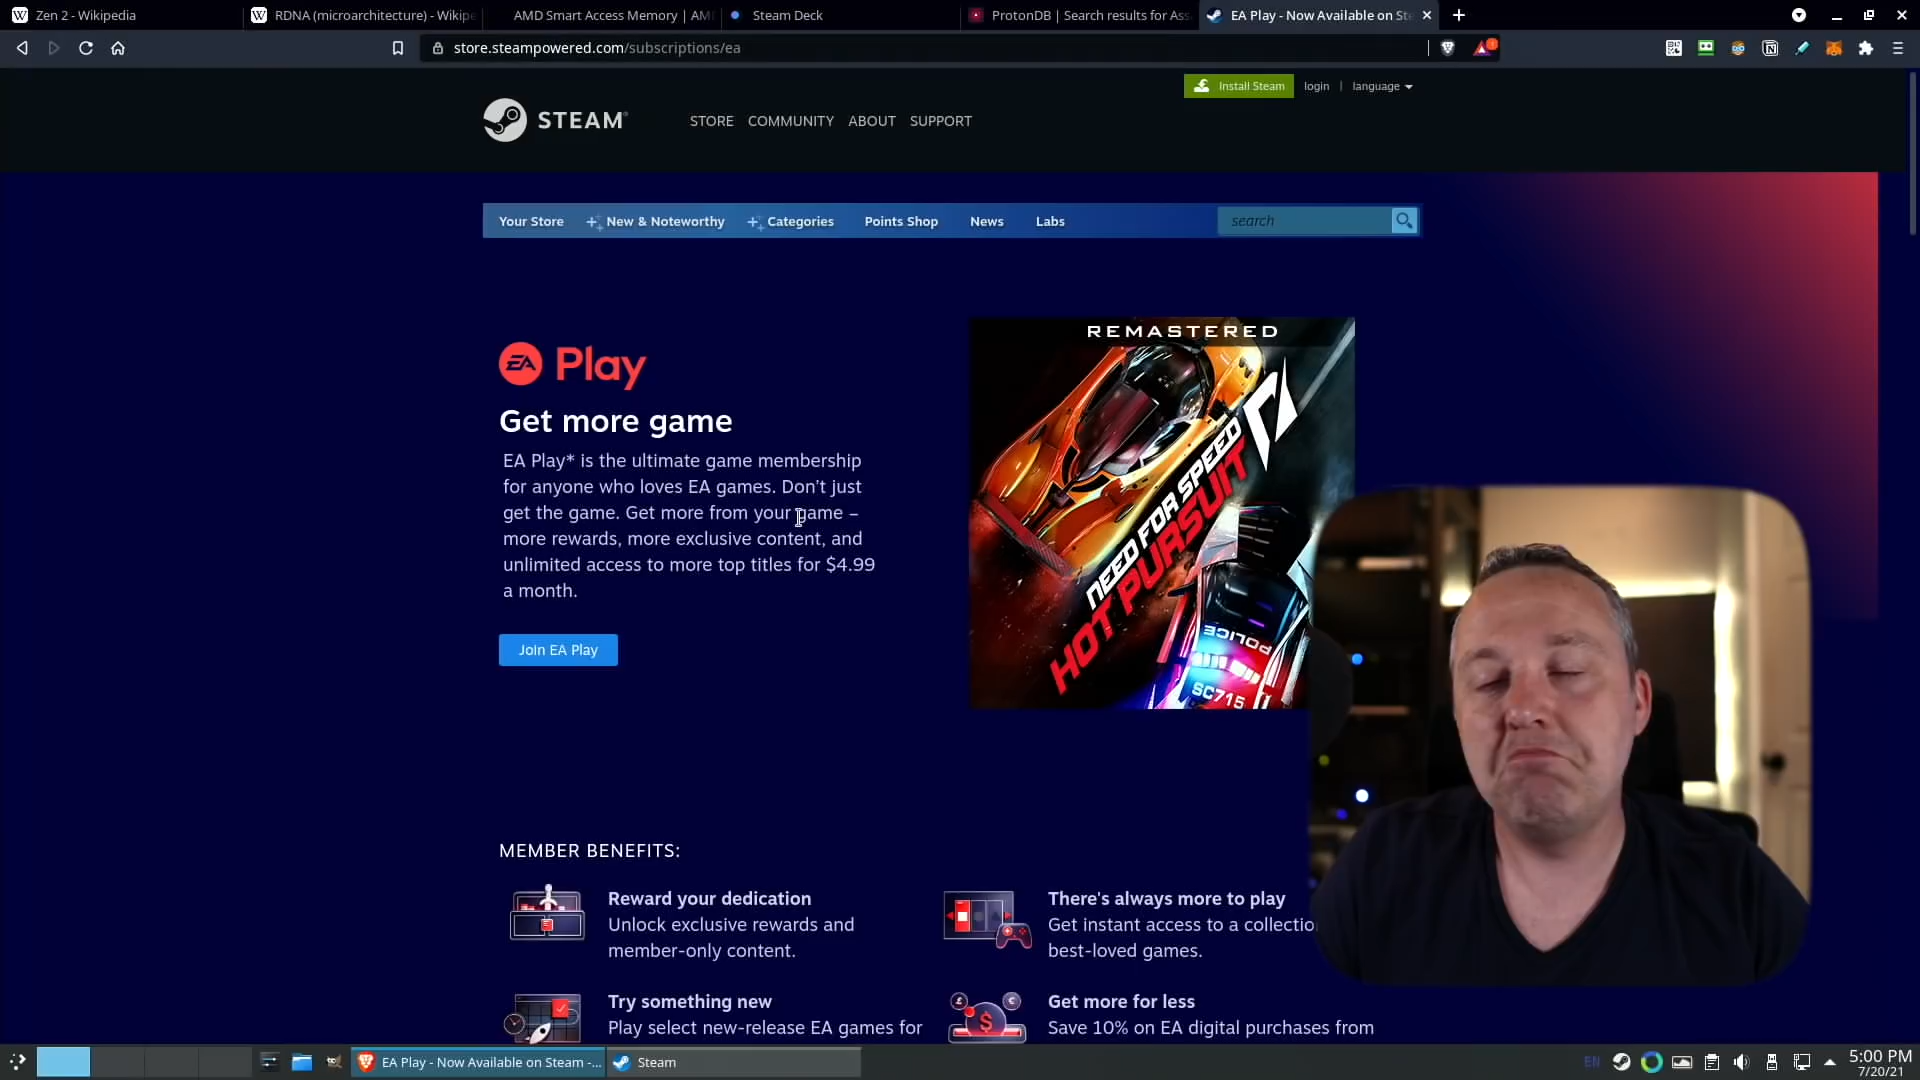 Zen 2 - Wikipedia
RDNA (microarchitecture) - Wikipe
AMD Smart Access Memory | AM
Steam Deck
ProtonDB | Search results for Ass
EA Play - Now Available on Ste
store.steampowered.com/subscriptions/ea
Install Steam
login
|
language
STEAM
STORE
COMMUNITY
ABOUT
SUPPORT
Your Store
New & Noteworthy
Categories
Points Shop
News
Labs
search
EA Play
Get more game
EA Play* is the ultimate game membership
for anyone who loves EA games. Don't just
get the game. Get more from your game –
more rewards, more exclusive content, and
unlimited access to more top titles for $4.99
a month.
Join EA Play
REMASTERED
NEED FOR SPEED
HOT PURSUIT
POLICE
SC715
MEMBER BENEFITS:
Reward your dedication
Unlock exclusive rewards and
member-only content.
There's always more to play
Get instant access to a collectio
best-loved games.
Try something new
Play select new-release EA games for
Get more for less
Save 10% on EA digital purchases from
EA Play - Now Available on Steam -...
Steam
EN
5:00 PM
7/20/21